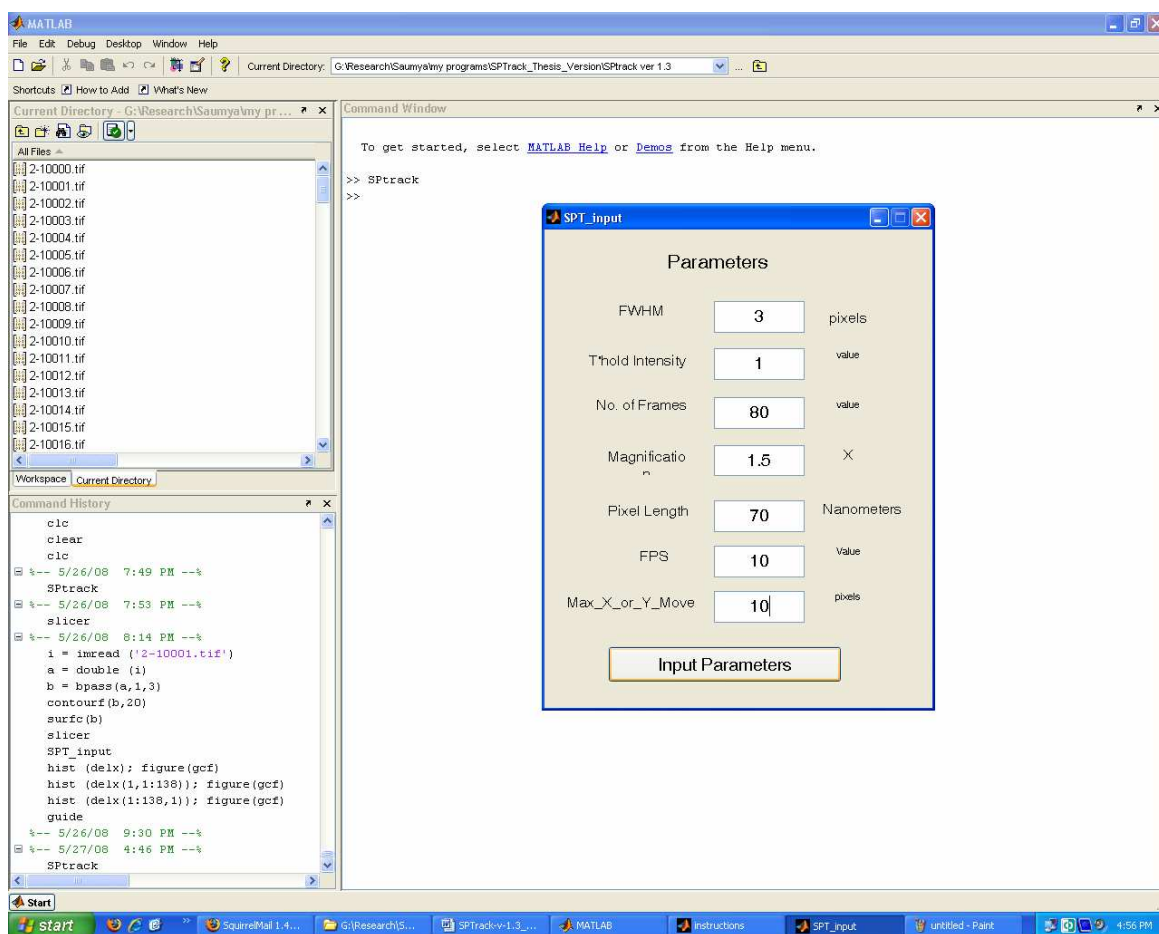 MATLAB
File Edit Debug Desktop Window Help
Current Directory: G:\Research\Saumya\my programs\SPTrack_Thesis_Version\SPtrack ver 1.3
Shortcuts How to Add What's New
Current Directory - G:\Research\Saumya\my pr...
All Files
2-10000.tif
2-10001.tif
2-10002.tif
2-10003.tif
2-10004.tif
2-10005.tif
2-10006.tif
2-10007.tif
2-10008.tif
2-10009.tif
2-10010.tif
2-10011.tif
2-10012.tif
2-10013.tif
2-10014.tif
2-10015.tif
2-10016.tif
Workspace Current Directory
Command History
clc
clear
clc
%-- 5/26/08 7:49 PM --%
SPtrack
%-- 5/26/08 7:53 PM --%
slicer
%-- 5/26/08 8:14 PM --%
i = imread ('2-10001.tif')
a = double (i)
b = bpass(a,1,3)
contourf(b,20)
surfc(b)
slicer
SPT_input
hist (delx); figure(gcf)
hist (delx(1,1:138)); figure(gcf)
hist (delx(1:138,1)); figure(gcf)
guide
%-- 5/26/08 9:30 PM --%
%-- 5/27/08 4:46 PM --%
SPtrack
Command Window
To get started, select MATLAB Help or Demos from the Help menu.
>> SPtrack
>>
SPT_input
Parameters
FWHM 3 pixels
T'hold Intensity 1 value
No. of Frames 80 value
Magnificatio 1.5 X
n
Pixel Length 70 Nanometers
FPS 10 Value
Max_X_or_Y_Move 10 pixels
Input Parameters
Start
start SquirrelMail 1.4... G:\Research\S... SPTrack-v-1.3_... MATLAB Instructions SPT_input untitled - Paint 4:56 PM